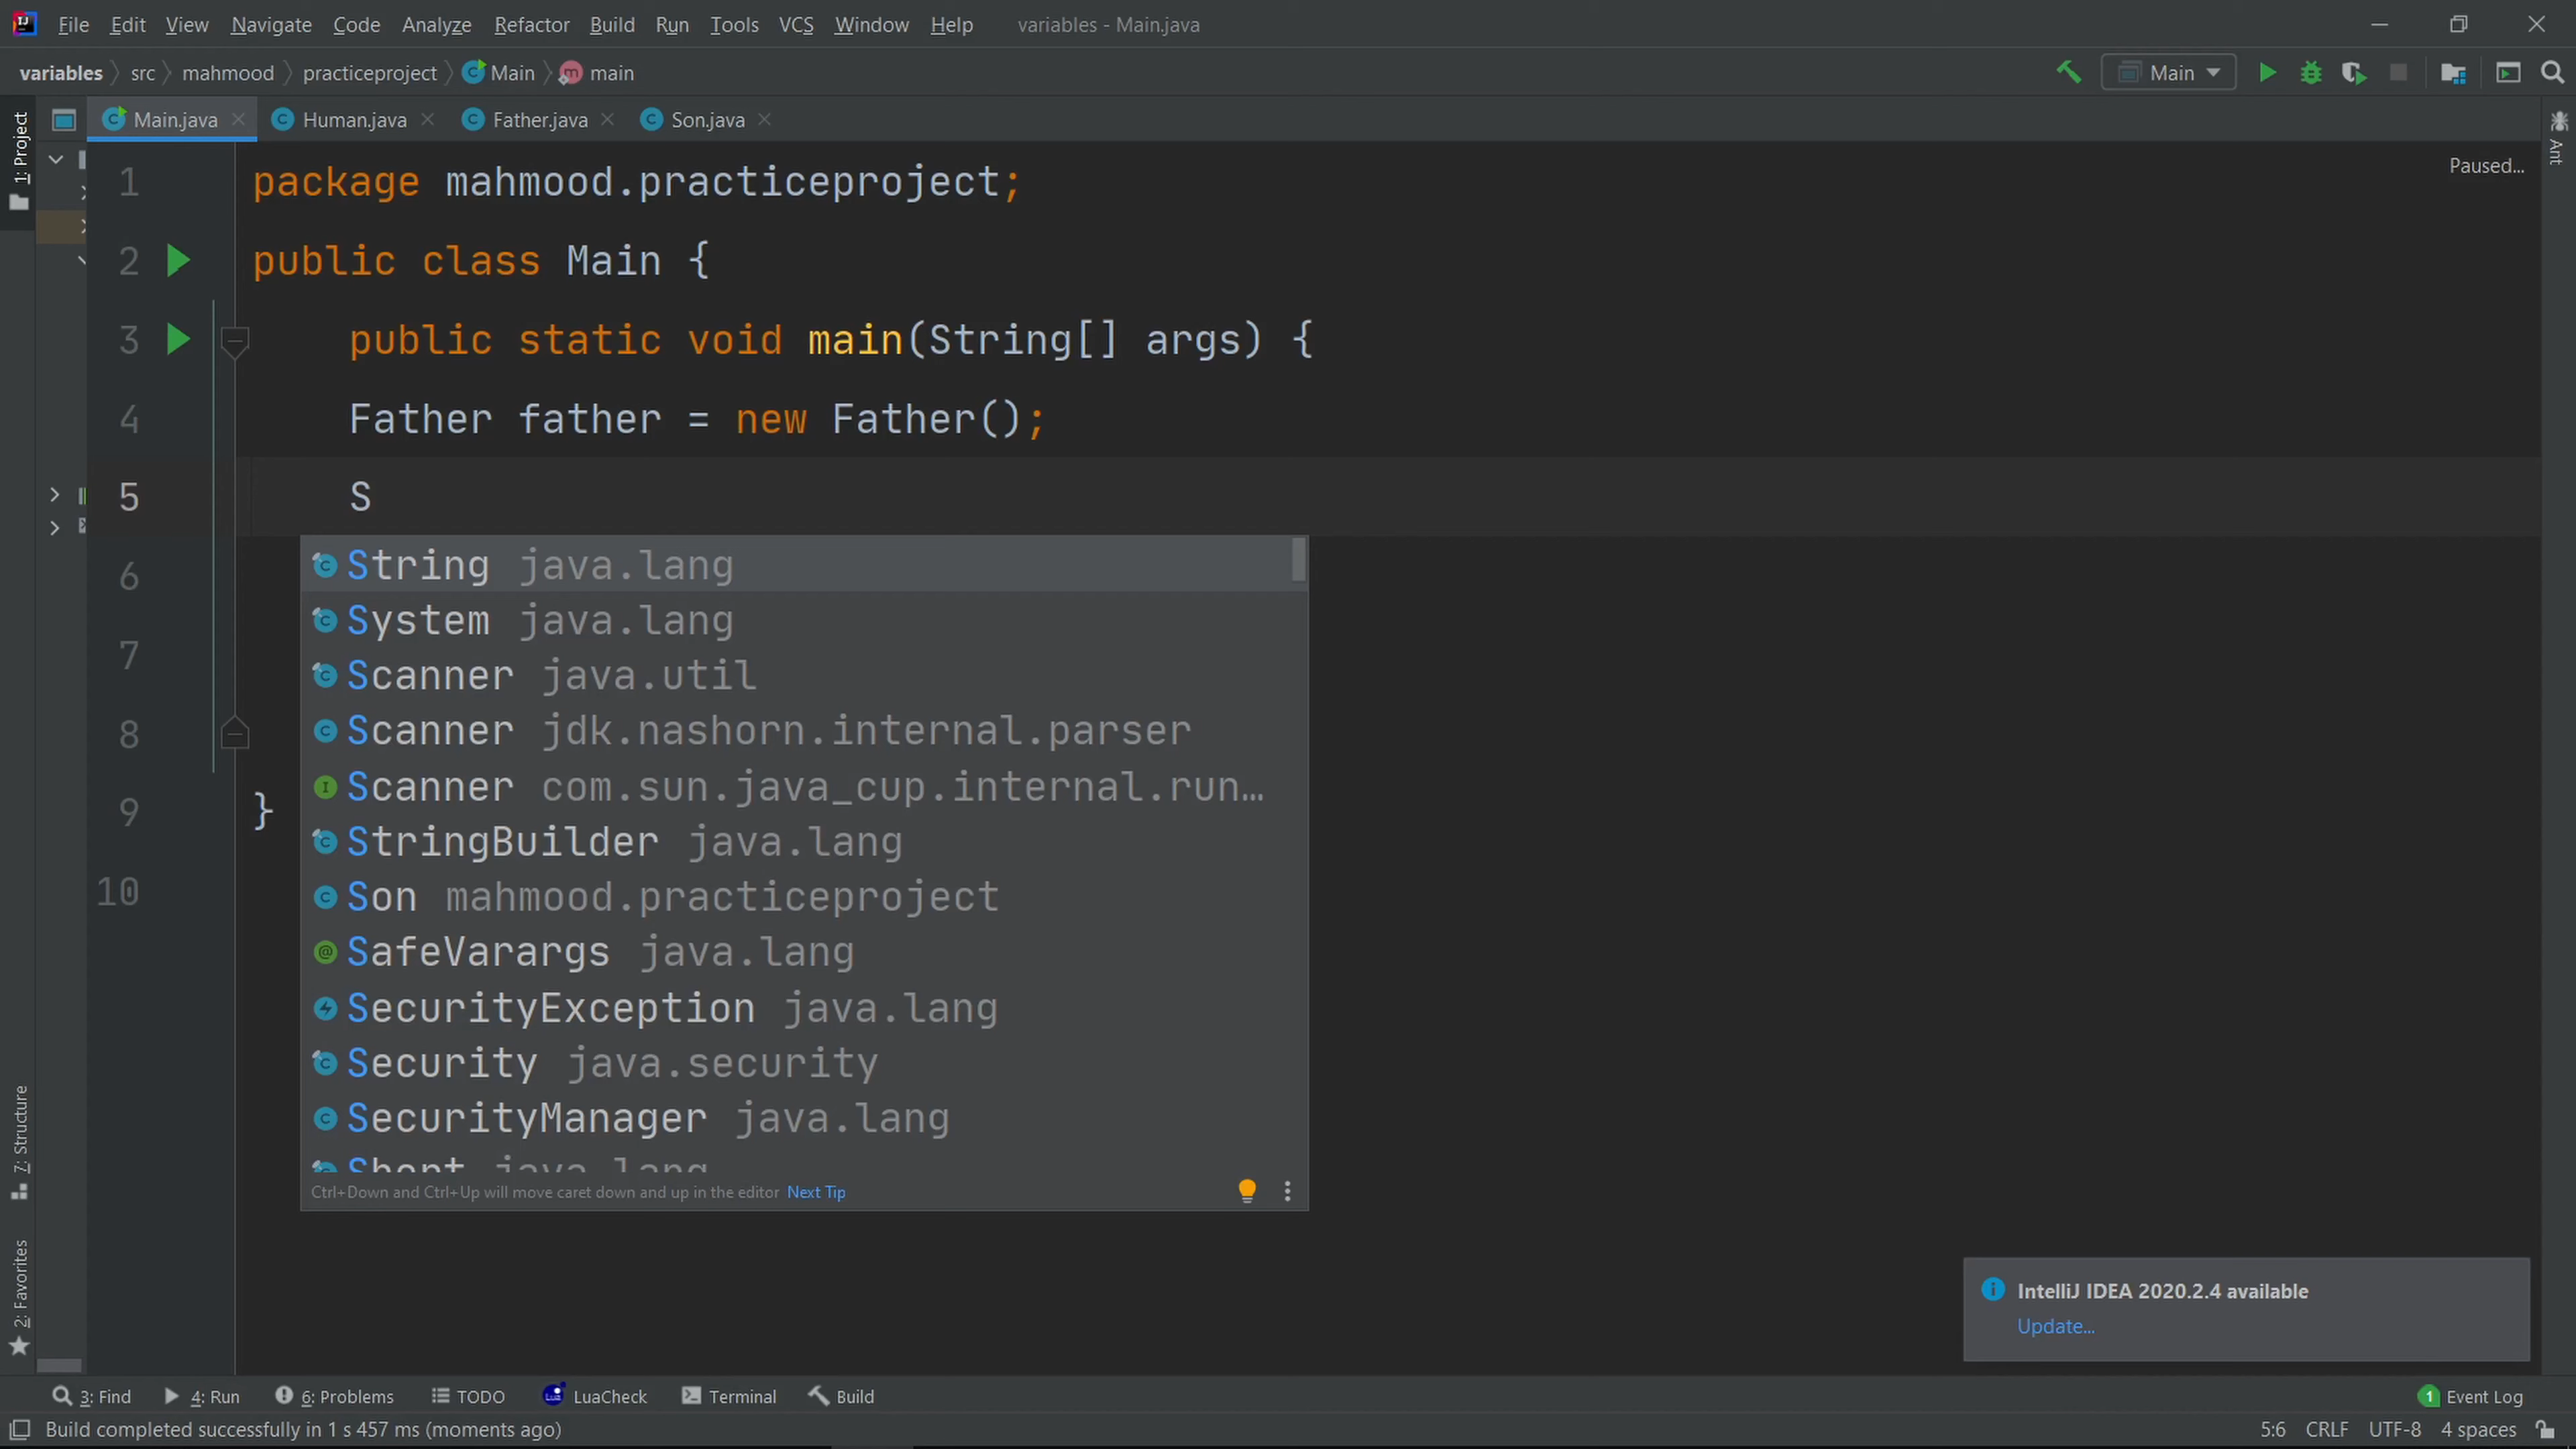 File Edit View Navigate Code Analyze Refactor Build Run Tools VCS Window Help variables - Main.java
variables src mahmood practiceproject Main main Main
Main.java Human.java Father.java Son.java
1: Project
Ant
Paused...
1 package mahmood.practiceproject;
2 public class Main {
3 public static void main(String[] args) {
4 Father father = new Father();
5 S
6
7
8
9 }
10
String java.lang
System java.lang
Scanner java.util
Scanner jdk.nashorn.internal.parser
Scanner com.sun.java_cup.internal.run…
StringBuilder java.lang
Son mahmood.practiceproject
SafeVarargs java.lang
SecurityException java.lang
Security java.security
SecurityManager java.lang
Short java.lang
Ctrl+Down and Ctrl+Up will move caret down and up in the editor Next Tip
7: Structure
2: Favorites
IntelliJ IDEA 2020.2.4 available
Update...
3: Find 4: Run 6: Problems TODO LuaCheck Terminal Build 1 Event Log
Build completed successfully in 1 s 457 ms (moments ago) 5:6 CRLF UTF-8 4 spaces